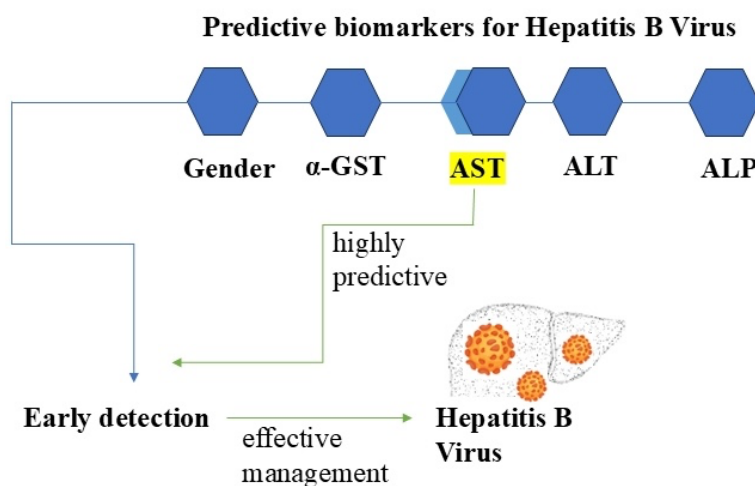 Predictive biomarkers for Hepatitis B Virus
Gender
α-GST
AST
ALT
ALP
highly
predictive
Early detection
effective
management
Hepatitis B
Virus